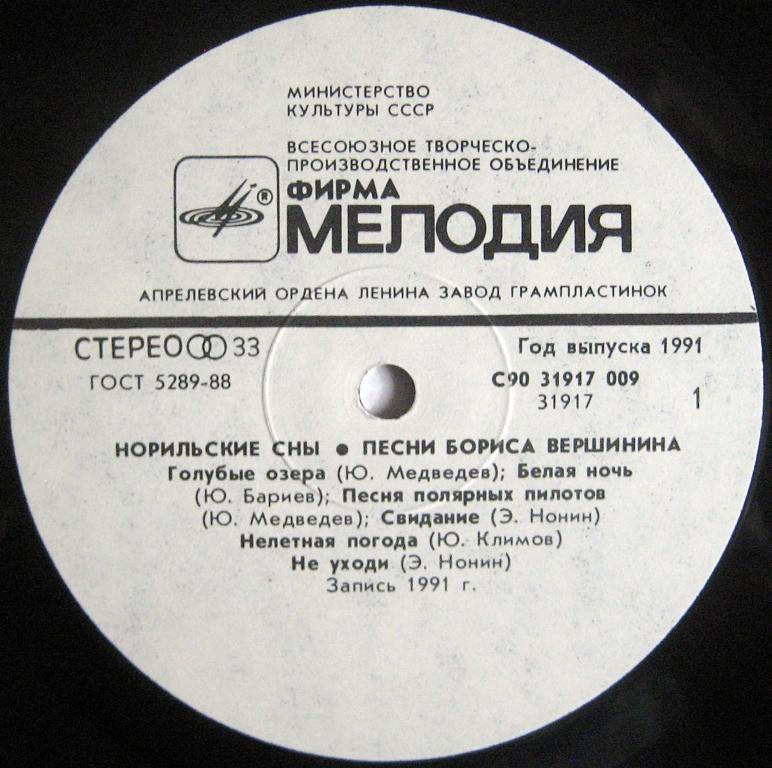 МИНИСТЕРСТВО
КУЛЬТУРЫ СССР
ВСЕСОЮЗНОЕ ТВОРЧЕСКО-
ПРОИЗВОДСТВЕННОЕ ОБЪЕДИНЕНИЕ
®
ФИРМА
МЕЛОДИЯ
АПРЕЛЕВСКИЙ ОРДЕНА ЛЕНИНА ЗАВОД ГРАМПЛАСТИНОК
СТЕРЕО 33
Год выпуска 1991
ГОСТ 5289-88
С90 31917 009
31917
1
НОРИЛЬСКИЕ СНЫ ● ПЕСНИ БОРИСА ВЕРШИНИНА
Голубые озера (Ю. Медведев); Белая ночь
(Ю. Бариев); Песня полярных пилотов
(Ю. Медведев); Свидание (Э. Нонин)
Нелетная погода (Ю. Климов)
Не уходи (Э. Нонин)
Запись 1991 г.